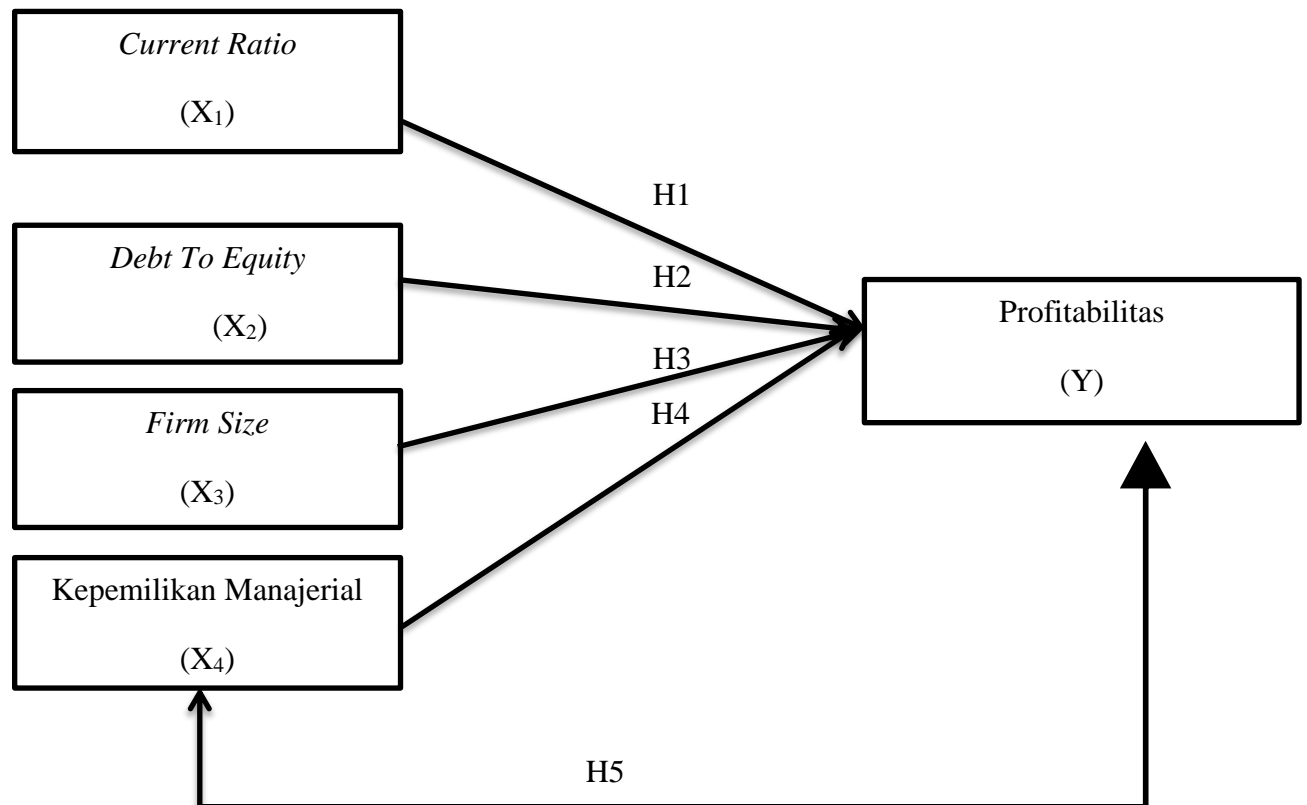 Current Ratio
(X₁)
H1
Debt To Equity
(X₂)
H2
Profitabilitas
(Y)
H3
Firm Size
(X₃)
H4
Kepemilikan Manajerial
(X₄)
H5